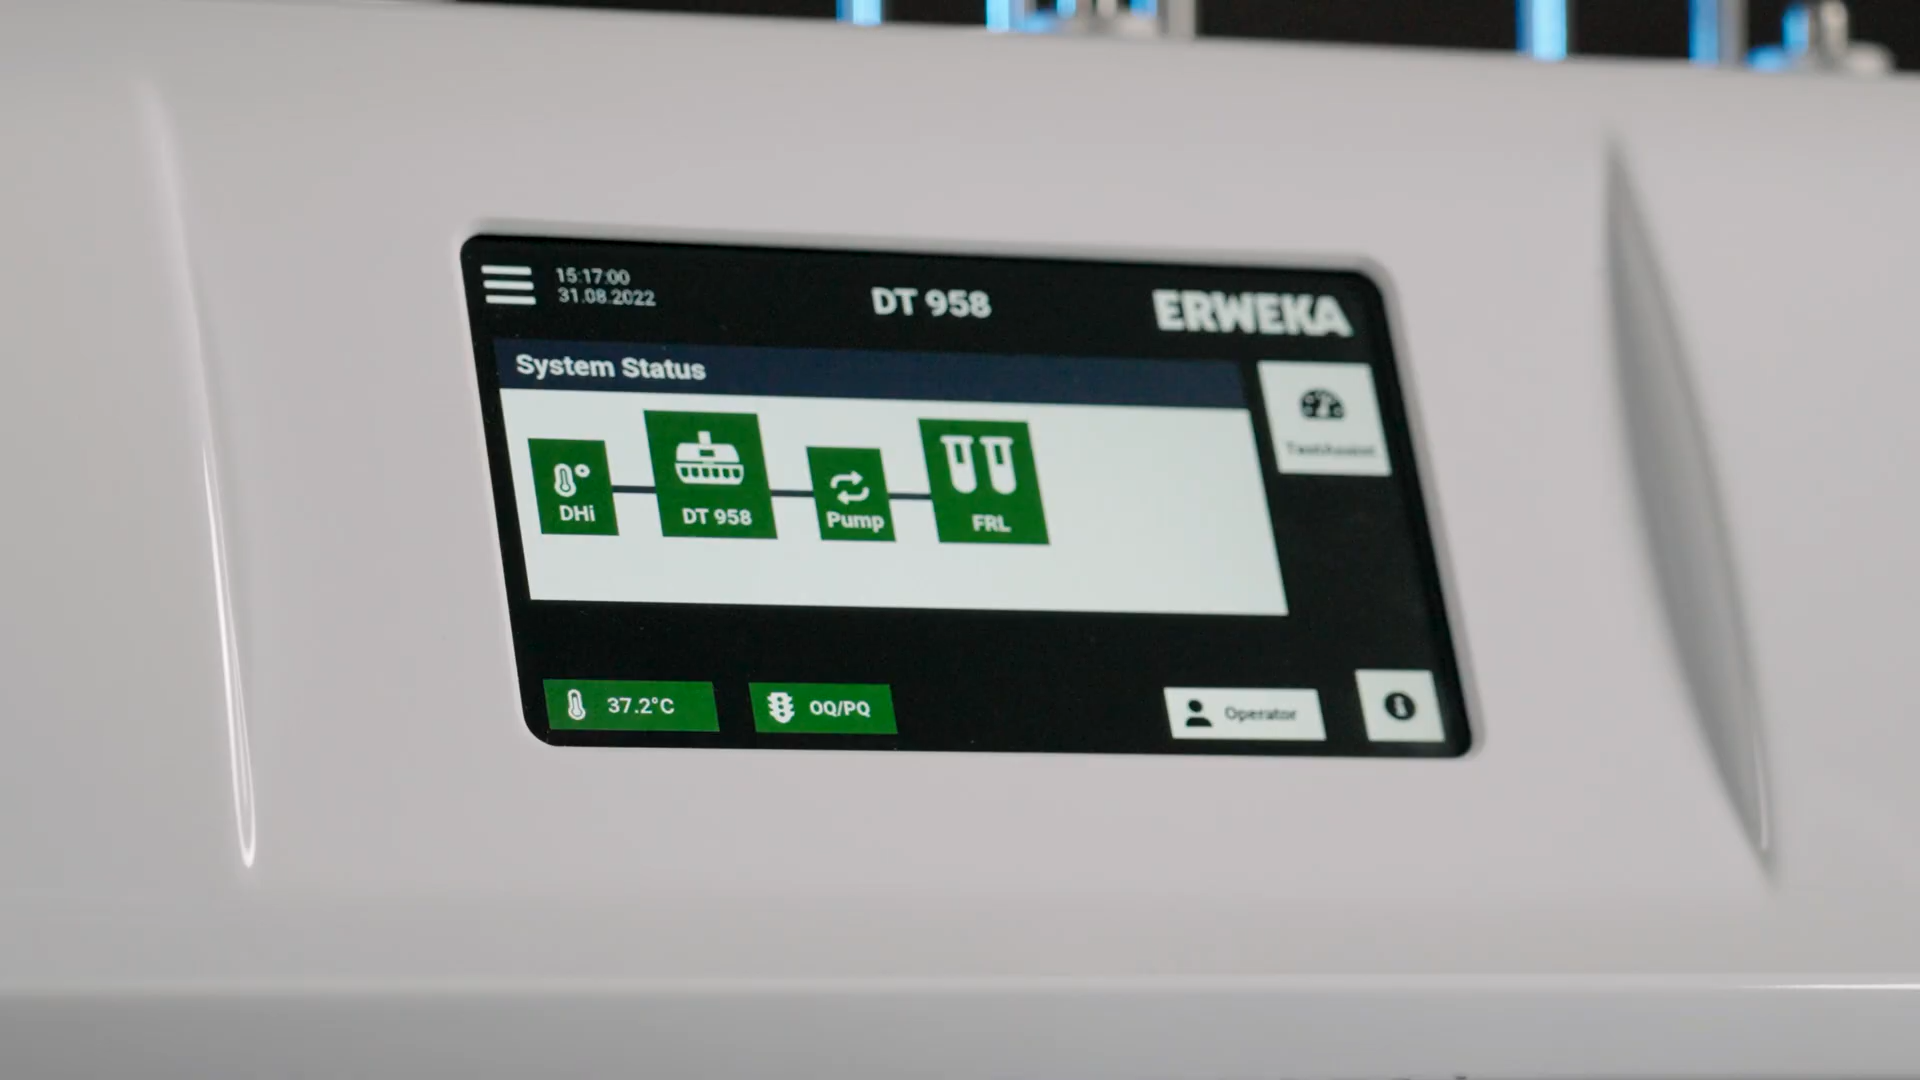 15:17:00
31.08.2022
DT 958
ERWEKA
System Status
TestAssist
DHi
DT 958
Pump
FRL
37.2°C
OQ/PQ
Operator